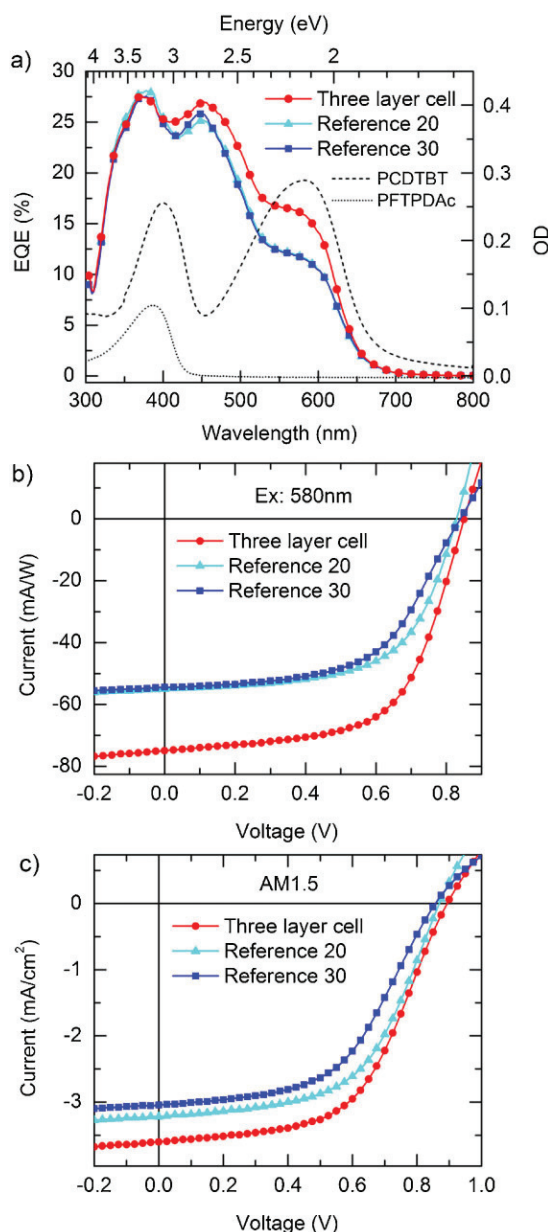 Energy (eV)
4 3.5 3 2.5 2
a)
30
25
20
15
10
5
0
EQE (%)
Three layer cell
Reference 20
Reference 30
PCDTBT
PFTPDAc
0.4
0.3
0.2
0.1
0.0
OD
300 400 500 600 700 800
Wavelength (nm)
b)
Ex: 580nm
0
-20
-40
-60
-80
Current (mA/W)
Three layer cell
Reference 20
Reference 30
-0.2 0.0 0.2 0.4 0.6 0.8
Voltage (V)
c)
AM1.5
0
-1
-2
-3
Current (mA/cm²)
Three layer cell
Reference 20
Reference 30
-0.2 0.0 0.2 0.4 0.6 0.8 1.0
Voltage (V)